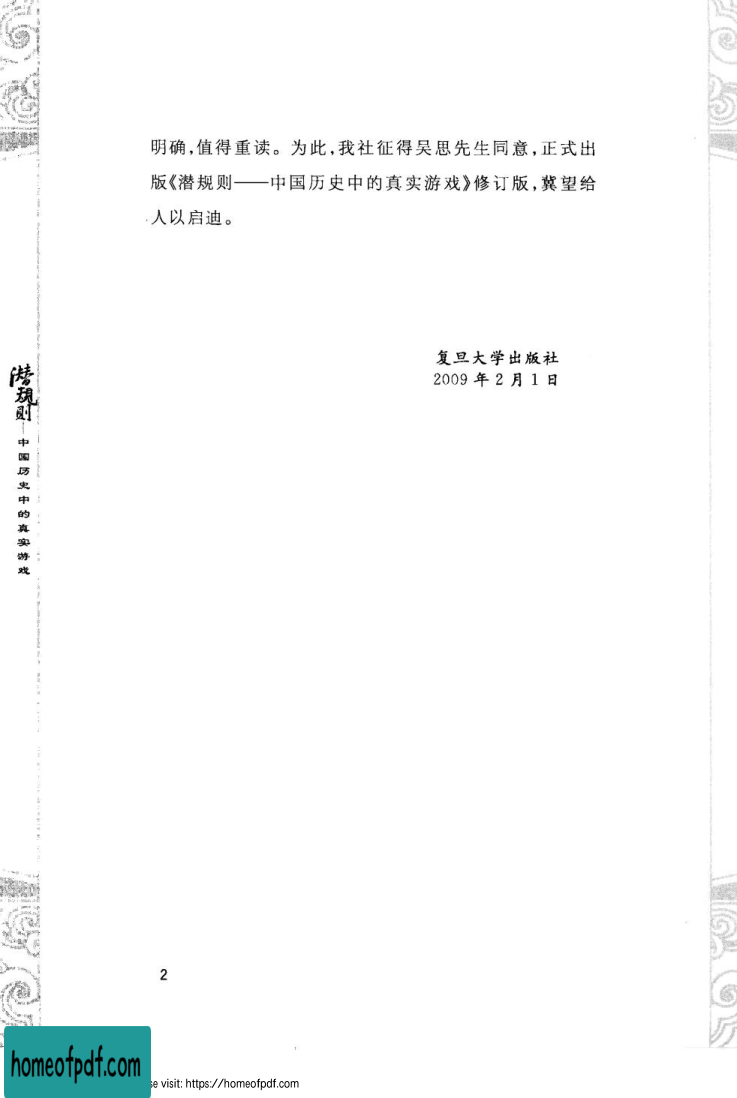 明确,值得重读。为此,我社征得吴思先生同意,正式出
版《潜规则——中国历史中的真实游戏》修订版,冀望给
人以启迪。
复旦大学出版社
2009 年 2 月 1 日
潜规则
——中国历史中的真实游戏
2
homeofpdf.com
se visit: https://homeofpdf.com